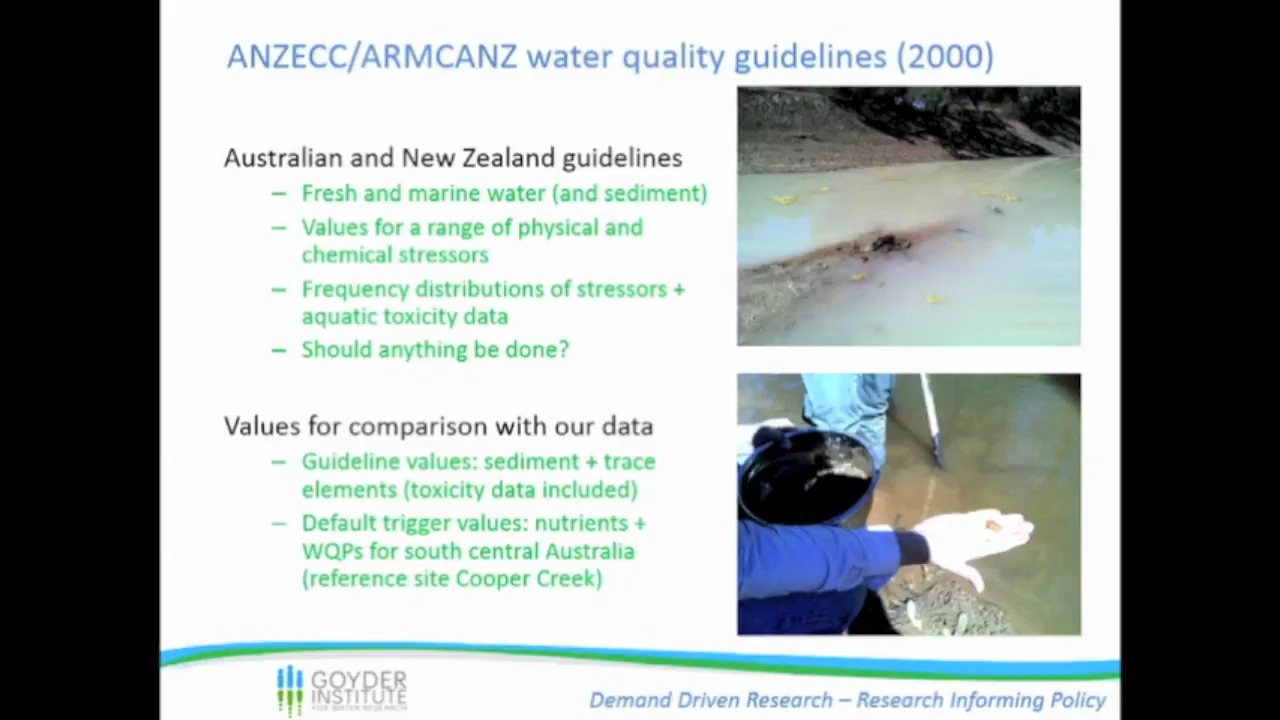 ANZECC/ARMCANZ water quality guidelines (2000)
Australian and New Zealand guidelines
– Fresh and marine water (and sediment)
– Values for a range of physical and
chemical stressors
– Frequency distributions of stressors +
aquatic toxicity data
– Should anything be done?
Values for comparison with our data
– Guideline values: sediment + trace
elements (toxicity data included)
– Default trigger values: nutrients +
WQPs for south central Australia
(reference site Cooper Creek)
GOYDER
INSTITUTE
FOR WATER RESEARCH
Demand Driven Research – Research Informing Policy